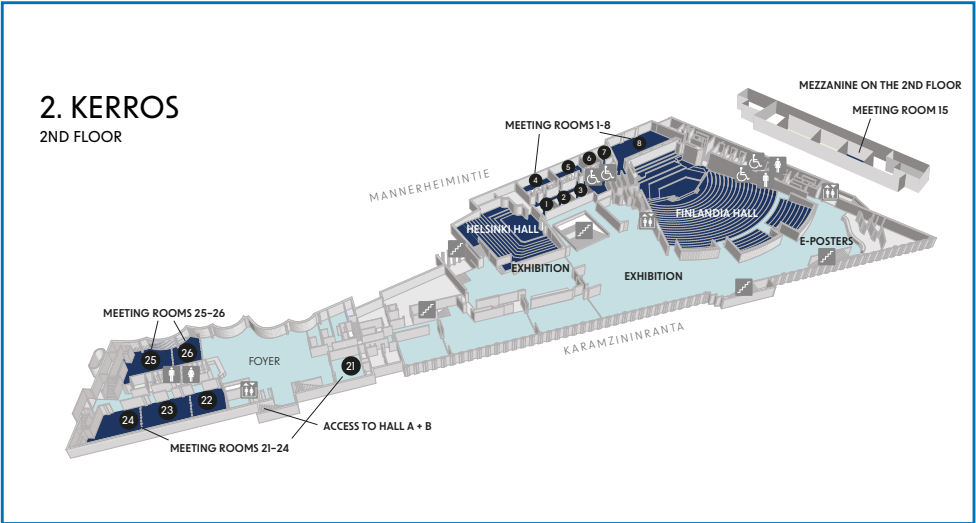 2. KERROS
2ND FLOOR
MEZZANINE ON THE 2ND FLOOR
MEETING ROOM 15
MEETING ROOMS 1-8
MANNERHEIMINTIE
8
7
6
5
4
3
2
1
HELSINKI HALL
FINLANDIA HALL
E-POSTERS
EXHIBITION
EXHIBITION
KARAMZININRANTA
MEETING ROOMS 25-26
25
26
FOYER
21
24
23
22
ACCESS TO HALL A + B
MEETING ROOMS 21-24